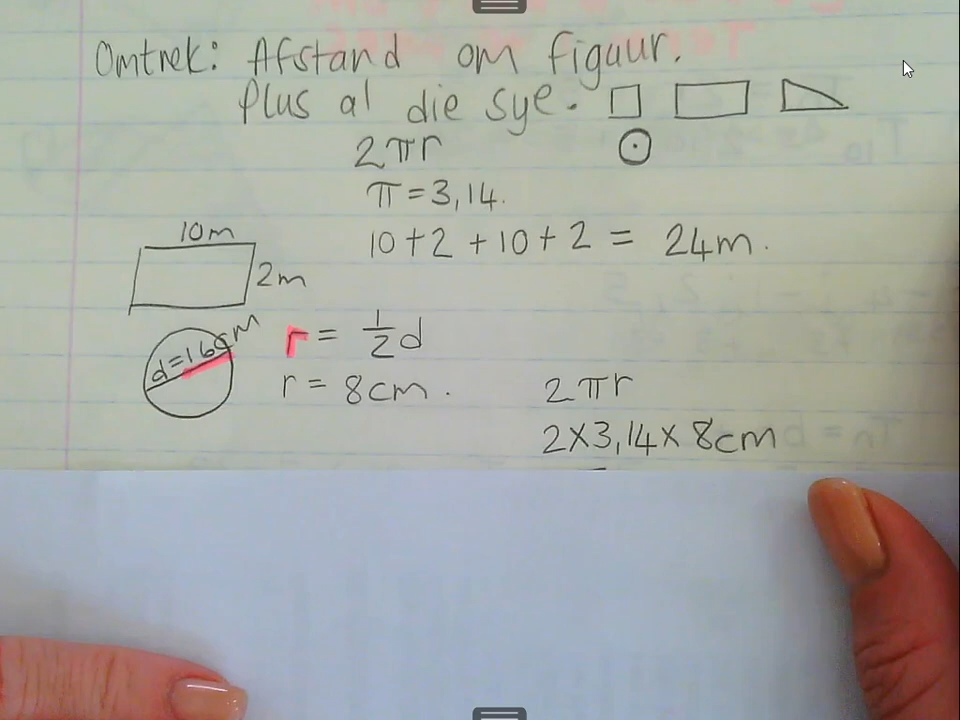 Omtrek: Afstand om figuur.
Plus al die sye.
2πr
π = 3,14.
10m
10 + 2 + 10 + 2 = 24m.
2m
d=16cm
r = 1/2 d
r = 8cm.
2πr
2×3,14× 8cm